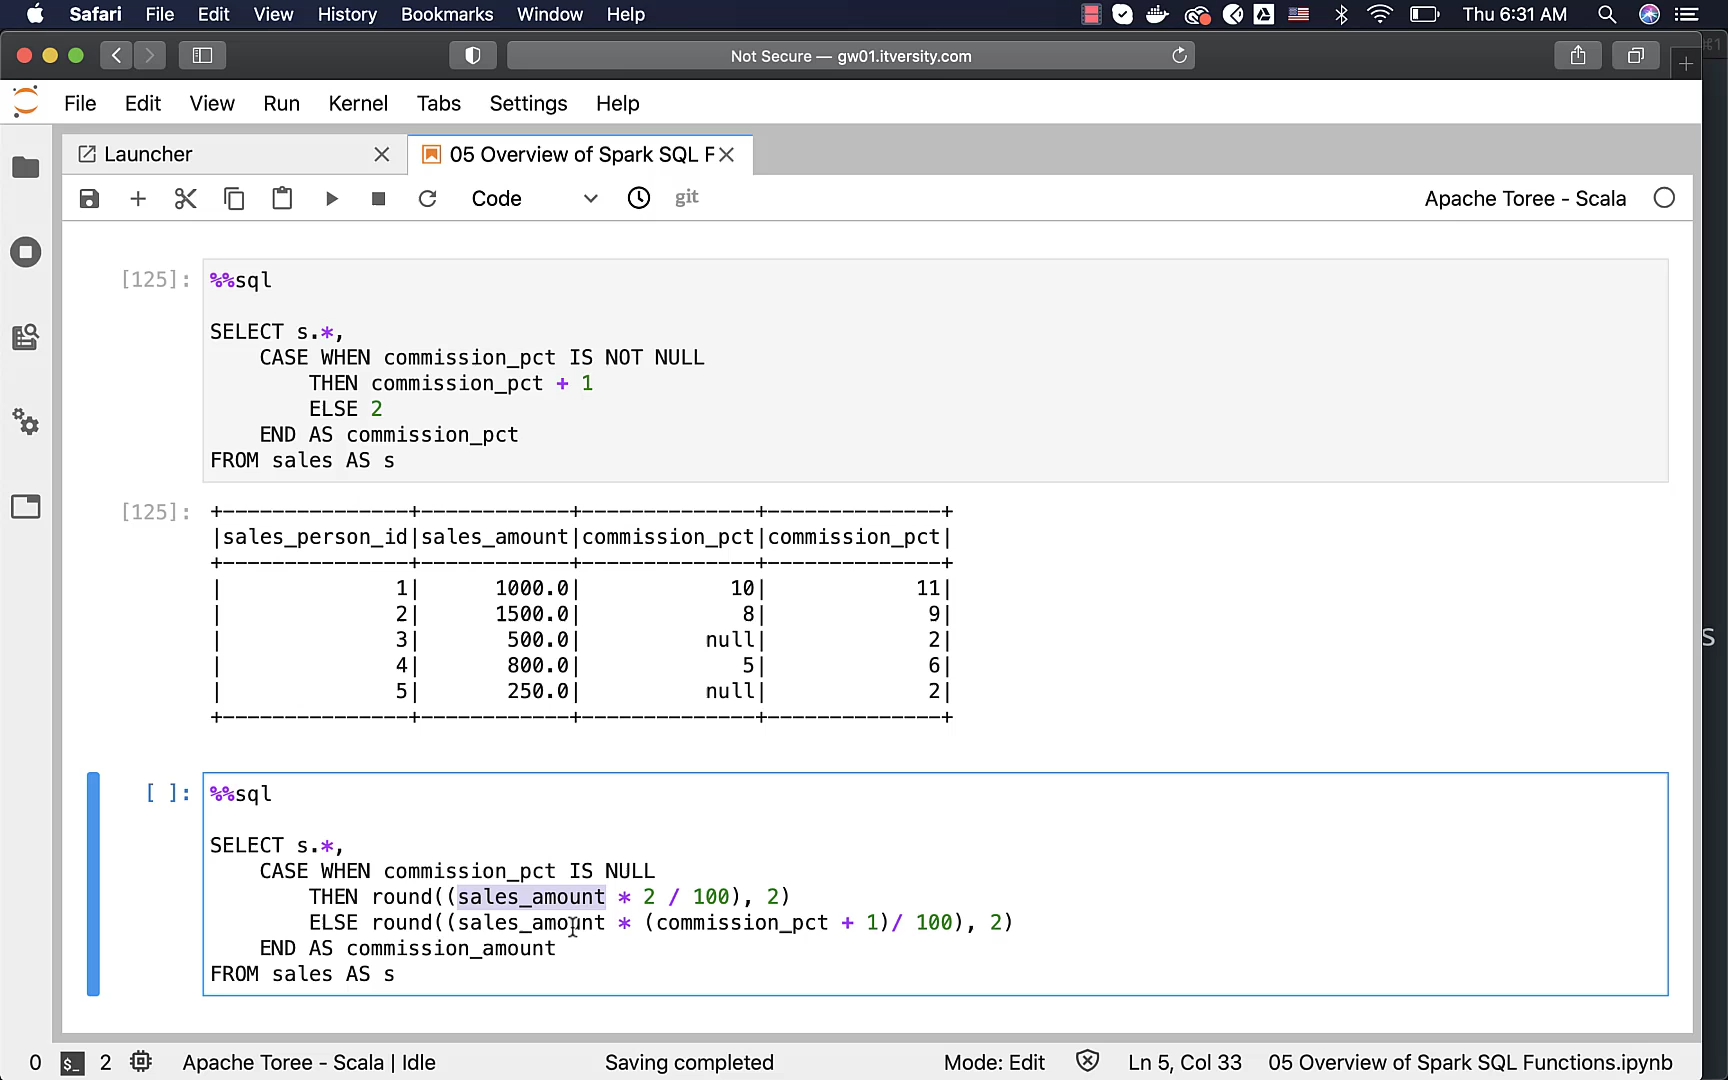 Safari File Edit View History Bookmarks Window Help Thu 6:31 AM
Not Secure — gw01.itversity.com
⌘1
File Edit View Run Kernel Tabs Settings Help
Launcher
05 Overview of Spark SQL F
Code
git
Apache Toree - Scala
[125]: %%sql
SELECT s.*,
    CASE WHEN commission_pct IS NOT NULL
        THEN commission_pct + 1
        ELSE 2
    END AS commission_pct
FROM sales AS s
[125]: +---------------+------------+--------------+--------------+
|sales_person_id|sales_amount|commission_pct|commission_pct|
+---------------+------------+--------------+--------------+
|              1|      1000.0|            10|            11|
|              2|      1500.0|             8|             9|
|              3|       500.0|          null|             2|
|              4|       800.0|             5|             6|
|              5|       250.0|          null|             2|
+---------------+------------+--------------+--------------+
[ ]: %%sql
SELECT s.*,
    CASE WHEN commission_pct IS NULL
        THEN round((sales_amount * 2 / 100), 2)
        ELSE round((sales_amount * (commission_pct + 1)/ 100), 2)
    END AS commission_amount
FROM sales AS s
s
0 $_ 2 Apache Toree - Scala | Idle Saving completed Mode: Edit Ln 5, Col 33 05 Overview of Spark SQL Functions.ipynb